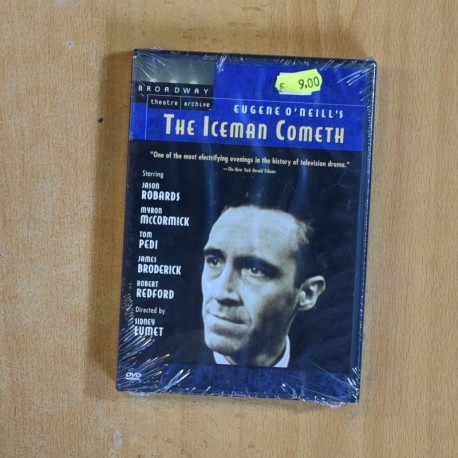 € 9,00
BROADWAY
theatre archive
EUGENE O'NEILL'S
THE ICEMAN COMETH
"One of the most electrifying evenings in the history of television drama."
—The New York Herald Tribune
Starring
JASON
ROBARDS
MYRON
McCORMICK
TOM
PEDI
JAMES
BRODERICK
ROBERT
REDFORD
Directed by
SIDNEY
LUMET
DVD